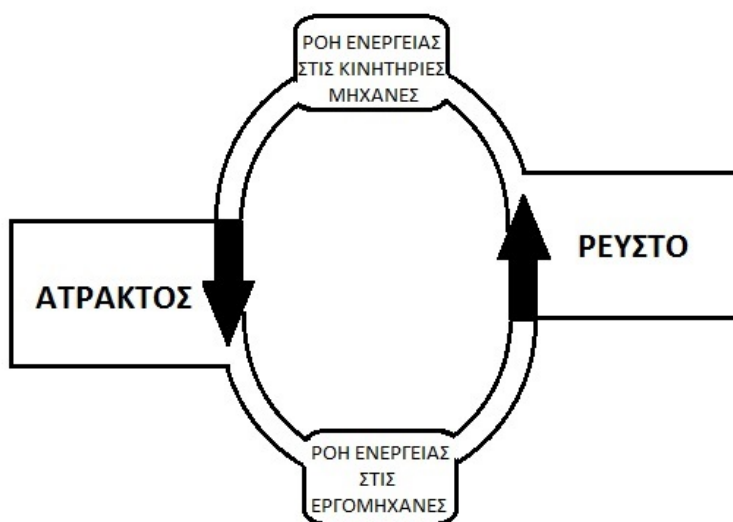 ΡΟΗ ΕΝΕΡΓΕΙΑΣ
ΣΤΙΣ ΚΙΝΗΤΗΡΙΕΣ
ΜΗΧΑΝΕΣ
ΑΤΡΑΚΤΟΣ
ΡΕΥΣΤΟ
ΡΟΗ ΕΝΕΡΓΕΙΑΣ
ΣΤΙΣ
ΕΡΓΟΜΗΧΑΝΕΣ